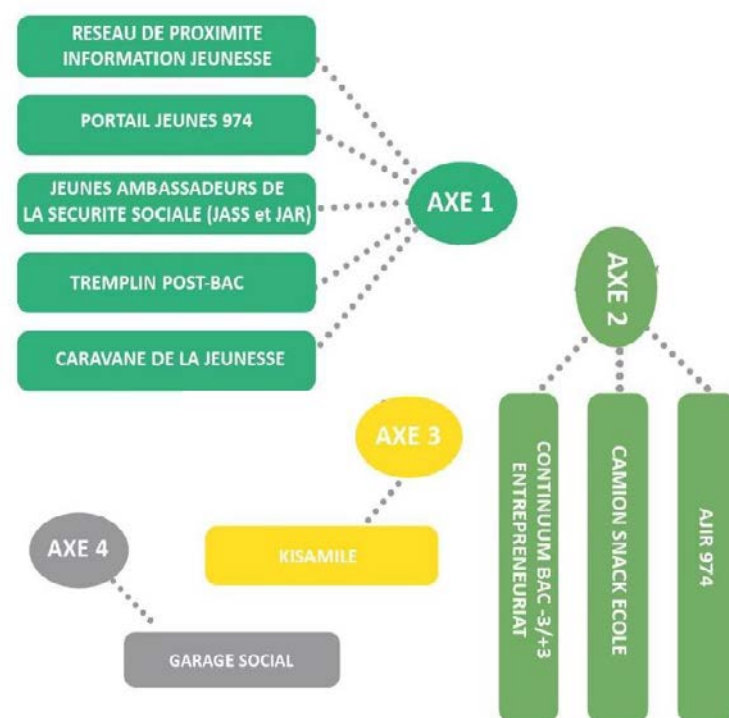 RESEAU DE PROXIMITE
INFORMATION JEUNESSE
PORTAIL JEUNES 974
JEUNES AMBASSADEURS DE
LA SECURITE SOCIALE (JASS et JAR)
TREMPLIN POST-BAC
CARAVANE DE LA JEUNESSE
AXE 1
AXE 2
CONTINUUM BAC -3/+3
ENTREPRENEURIAT
CAMION SNACK ECOLE
AJIR 974
AXE 3
KISAMILE
AXE 4
GARAGE SOCIAL